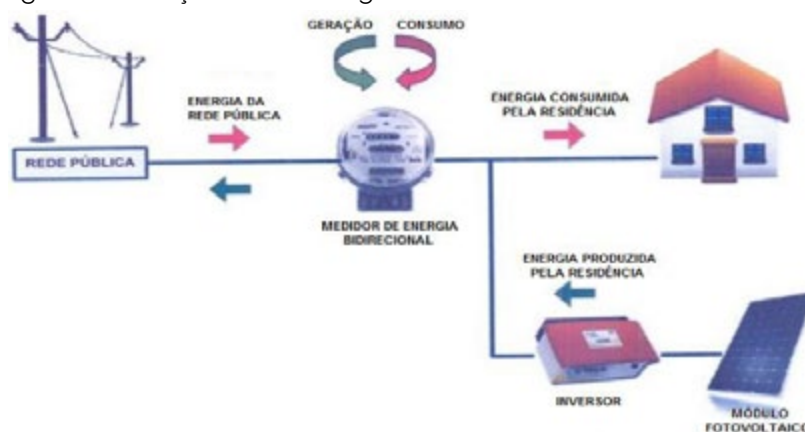 GERAÇÃO CONSUMO
ENERGIA DA
REDE PÚBLICA
ENERGIA CONSUMIDA
PELA RESIDÊNCIA
REDE PÚBLICA
MEDIDOR DE ENERGIA
BIDIRECIONAL
ENERGIA PRODUZIDA
PELA RESIDÊNCIA
INVERSOR
MÓDULO
FOTOVOLTAICO